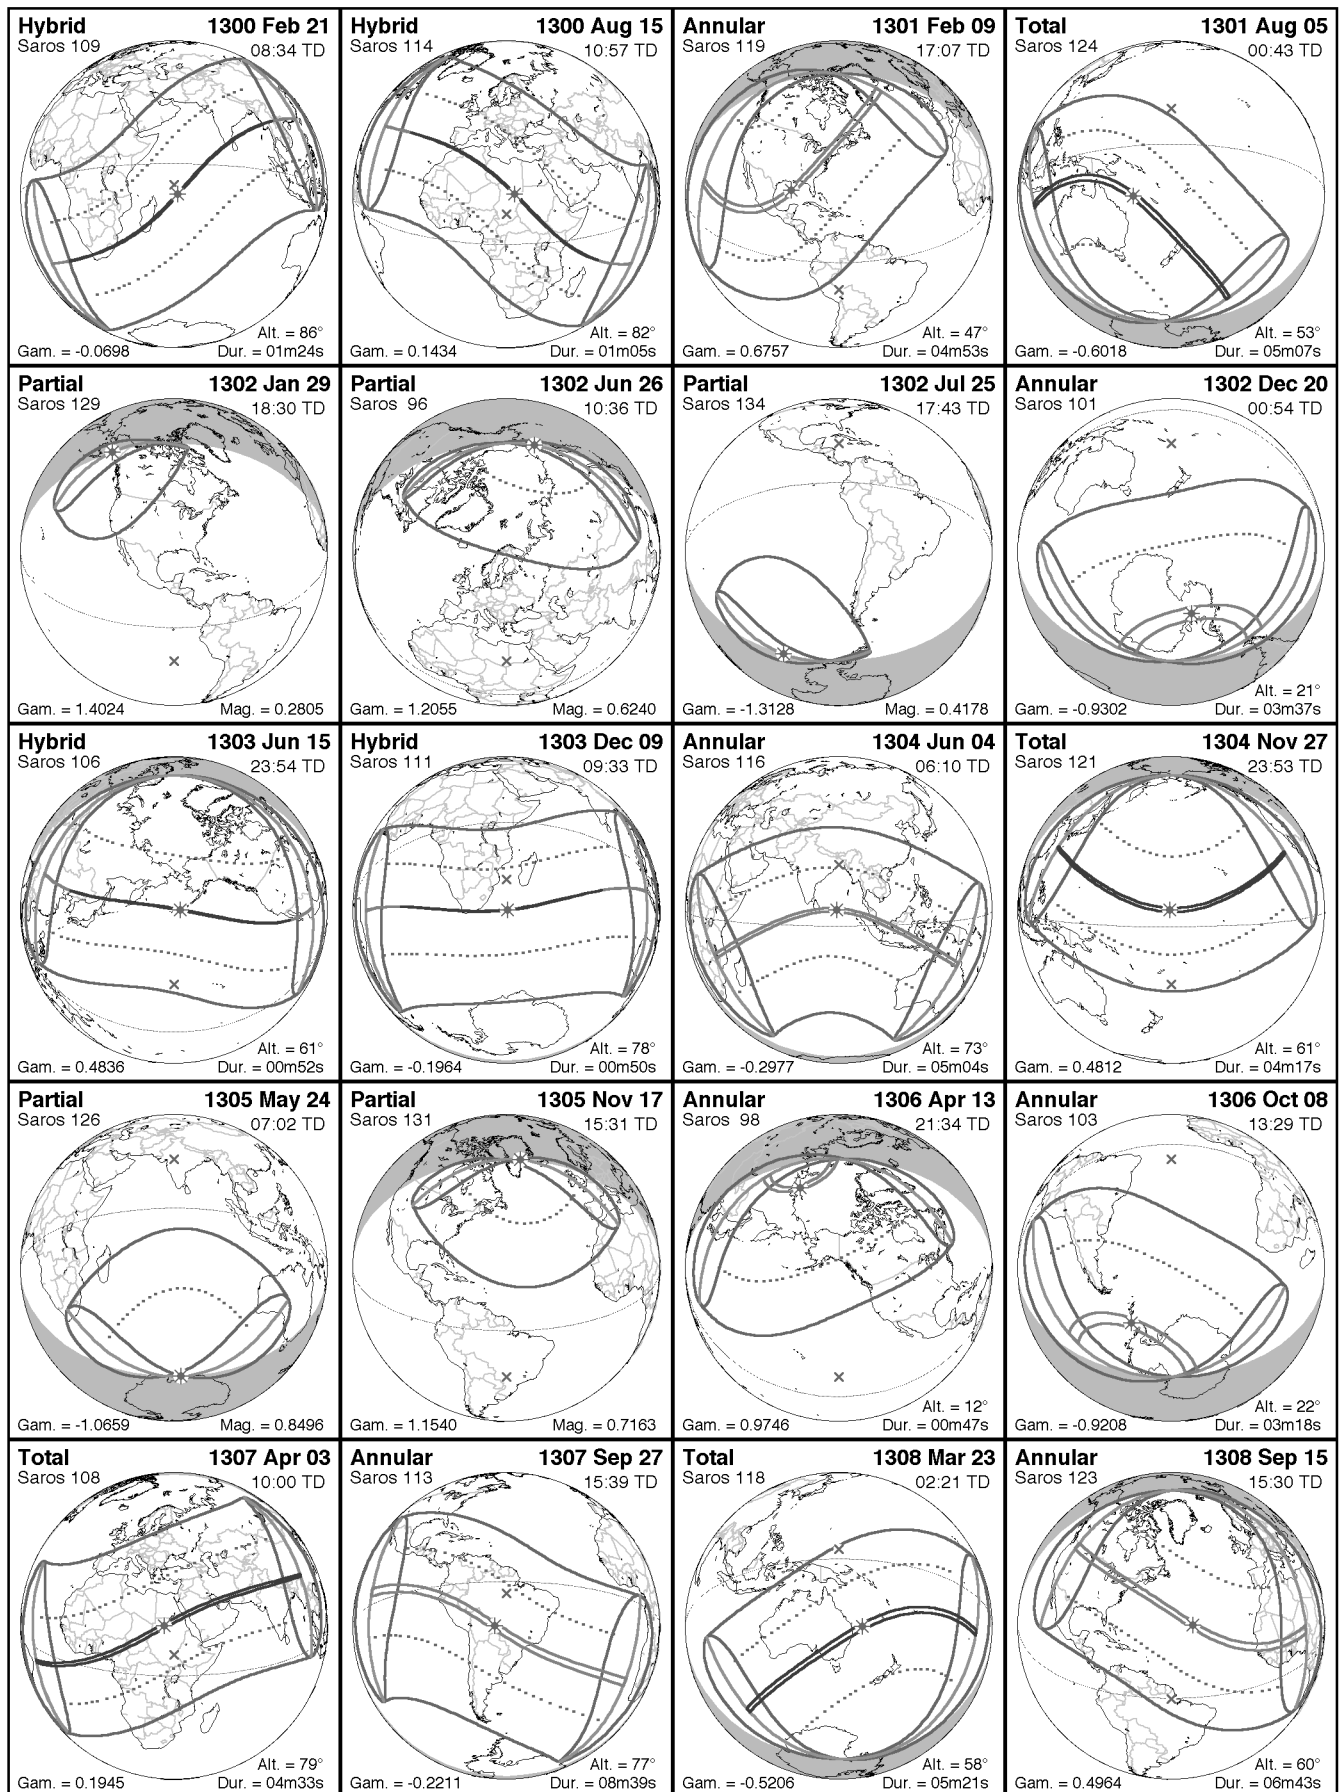 Hybrid 1300 Feb 21
Saros 109 08:34 TD
Alt. = 86°
Gam. = -0.0698 Dur. = 01m24s
Hybrid 1300 Aug 15
Saros 114 10:57 TD
Alt. = 82°
Gam. = 0.1434 Dur. = 01m05s
Annular 1301 Feb 09
Saros 119 17:07 TD
Alt. = 47°
Gam. = 0.6757 Dur. = 04m53s
Total 1301 Aug 05
Saros 124 00:43 TD
Alt. = 53°
Gam. = -0.6018 Dur. = 05m07s
Partial 1302 Jan 29
Saros 129 18:30 TD
Gam. = 1.4024 Mag. = 0.2805
Partial 1302 Jun 26
Saros 96 10:36 TD
Gam. = 1.2055 Mag. = 0.6240
Partial 1302 Jul 25
Saros 134 17:43 TD
Gam. = -1.3128 Mag. = 0.4178
Annular 1302 Dec 20
Saros 101 00:54 TD
Alt. = 21°
Gam. = -0.9302 Dur. = 03m37s
Hybrid 1303 Jun 15
Saros 106 23:54 TD
Alt. = 61°
Gam. = 0.4836 Dur. = 00m52s
Hybrid 1303 Dec 09
Saros 111 09:33 TD
Alt. = 78°
Gam. = -0.1964 Dur. = 00m50s
Annular 1304 Jun 04
Saros 116 06:10 TD
Alt. = 73°
Gam. = -0.2977 Dur. = 05m04s
Total 1304 Nov 27
Saros 121 23:53 TD
Alt. = 61°
Gam. = 0.4812 Dur. = 04m17s
Partial 1305 May 24
Saros 126 07:02 TD
Gam. = -1.0659 Mag. = 0.8496
Partial 1305 Nov 17
Saros 131 15:31 TD
Gam. = 1.1540 Mag. = 0.7163
Annular 1306 Apr 13
Saros 98 21:34 TD
Alt. = 12°
Gam. = 0.9746 Dur. = 00m47s
Annular 1306 Oct 08
Saros 103 13:29 TD
Alt. = 22°
Gam. = -0.9208 Dur. = 03m18s
Total 1307 Apr 03
Saros 108 10:00 TD
Alt. = 79°
Gam. = 0.1945 Dur. = 04m33s
Annular 1307 Sep 27
Saros 113 15:39 TD
Alt. = 77°
Gam. = -0.2211 Dur. = 08m39s
Total 1308 Mar 23
Saros 118 02:21 TD
Alt. = 58°
Gam. = -0.5206 Dur. = 05m21s
Annular 1308 Sep 15
Saros 123 15:30 TD
Alt. = 60°
Gam. = 0.4964 Dur. = 06m43s